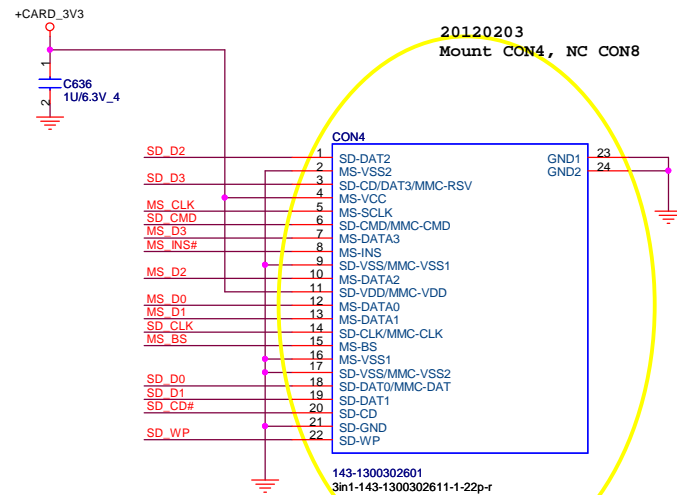 +CARD_3V3
20120203
Mount CON4, NC CON8
1
C636
1U/6.3V_4
2
CON4
SD_D2 1 SD-DAT2 GND1 23
2 MS-VSS2 GND2 24
SD_D3 3 SD-CD/DAT3/MMC-RSV
4 MS-VCC
MS_CLK 5 MS-SCLK
SD_CMD 6 SD-CMD/MMC-CMD
MS_D3 7 MS-DATA3
MS_INS# 8 MS-INS
9 SD-VSS/MMC-VSS1
MS_D2 10 MS-DATA2
11 SD-VDD/MMC-VDD
MS_D0 12 MS-DATA0
MS_D1 13 MS-DATA1
SD_CLK 14 SD-CLK/MMC-CLK
MS_BS 15 MS-BS
16 MS-VSS1
17 SD-VSS/MMC-VSS2
SD_D0 18 SD-DAT0/MMC-DAT
SD_D1 19 SD-DAT1
SD_CD# 20 SD-CD
21 SD-GND
SD_WP 22 SD-WP
143-1300302601
3in1-143-1300302611-1-22p-r